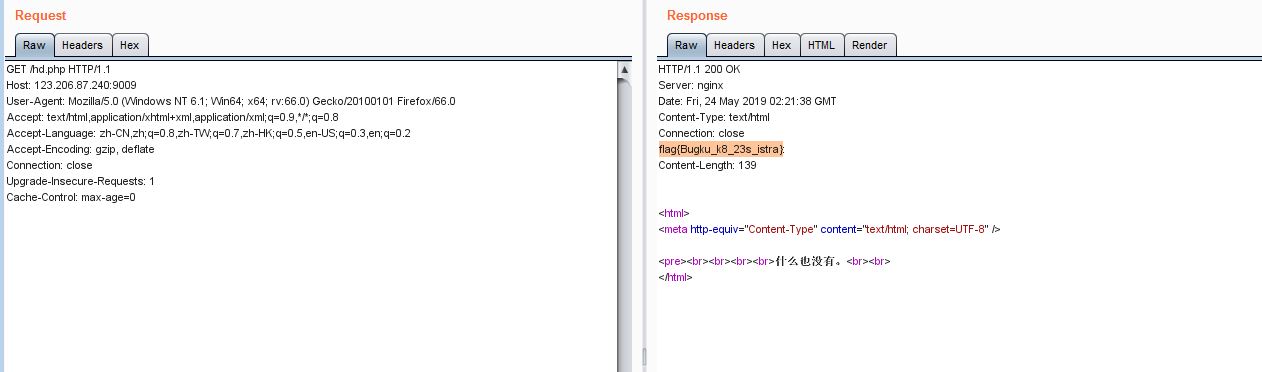 Request
Raw Headers Hex
GET /hd.php HTTP/1.1
Host: 123.206.87.240:9009
User-Agent: Mozilla/5.0 (Windows NT 6.1; Win64; x64; rv:66.0) Gecko/20100101 Firefox/66.0
Accept: text/html,application/xhtml+xml,application/xml;q=0.9,*/*;q=0.8
Accept-Language: zh-CN,zh;q=0.8,zh-TW;q=0.7,zh-HK;q=0.5,en-US;q=0.3,en;q=0.2
Accept-Encoding: gzip, deflate
Connection: close
Upgrade-Insecure-Requests: 1
Cache-Control: max-age=0
Response
Raw Headers Hex HTML Render
HTTP/1.1 200 OK
Server: nginx
Date: Fri, 24 May 2019 02:21:38 GMT
Content-Type: text/html
Connection: close
flag{Bugku_k8_23s_istra}:
Content-Length: 139
<html>
<meta http-equiv="Content-Type" content="text/html; charset=UTF-8" />
<pre><br><br><br><br>什么也没有。<br><br>
</html>